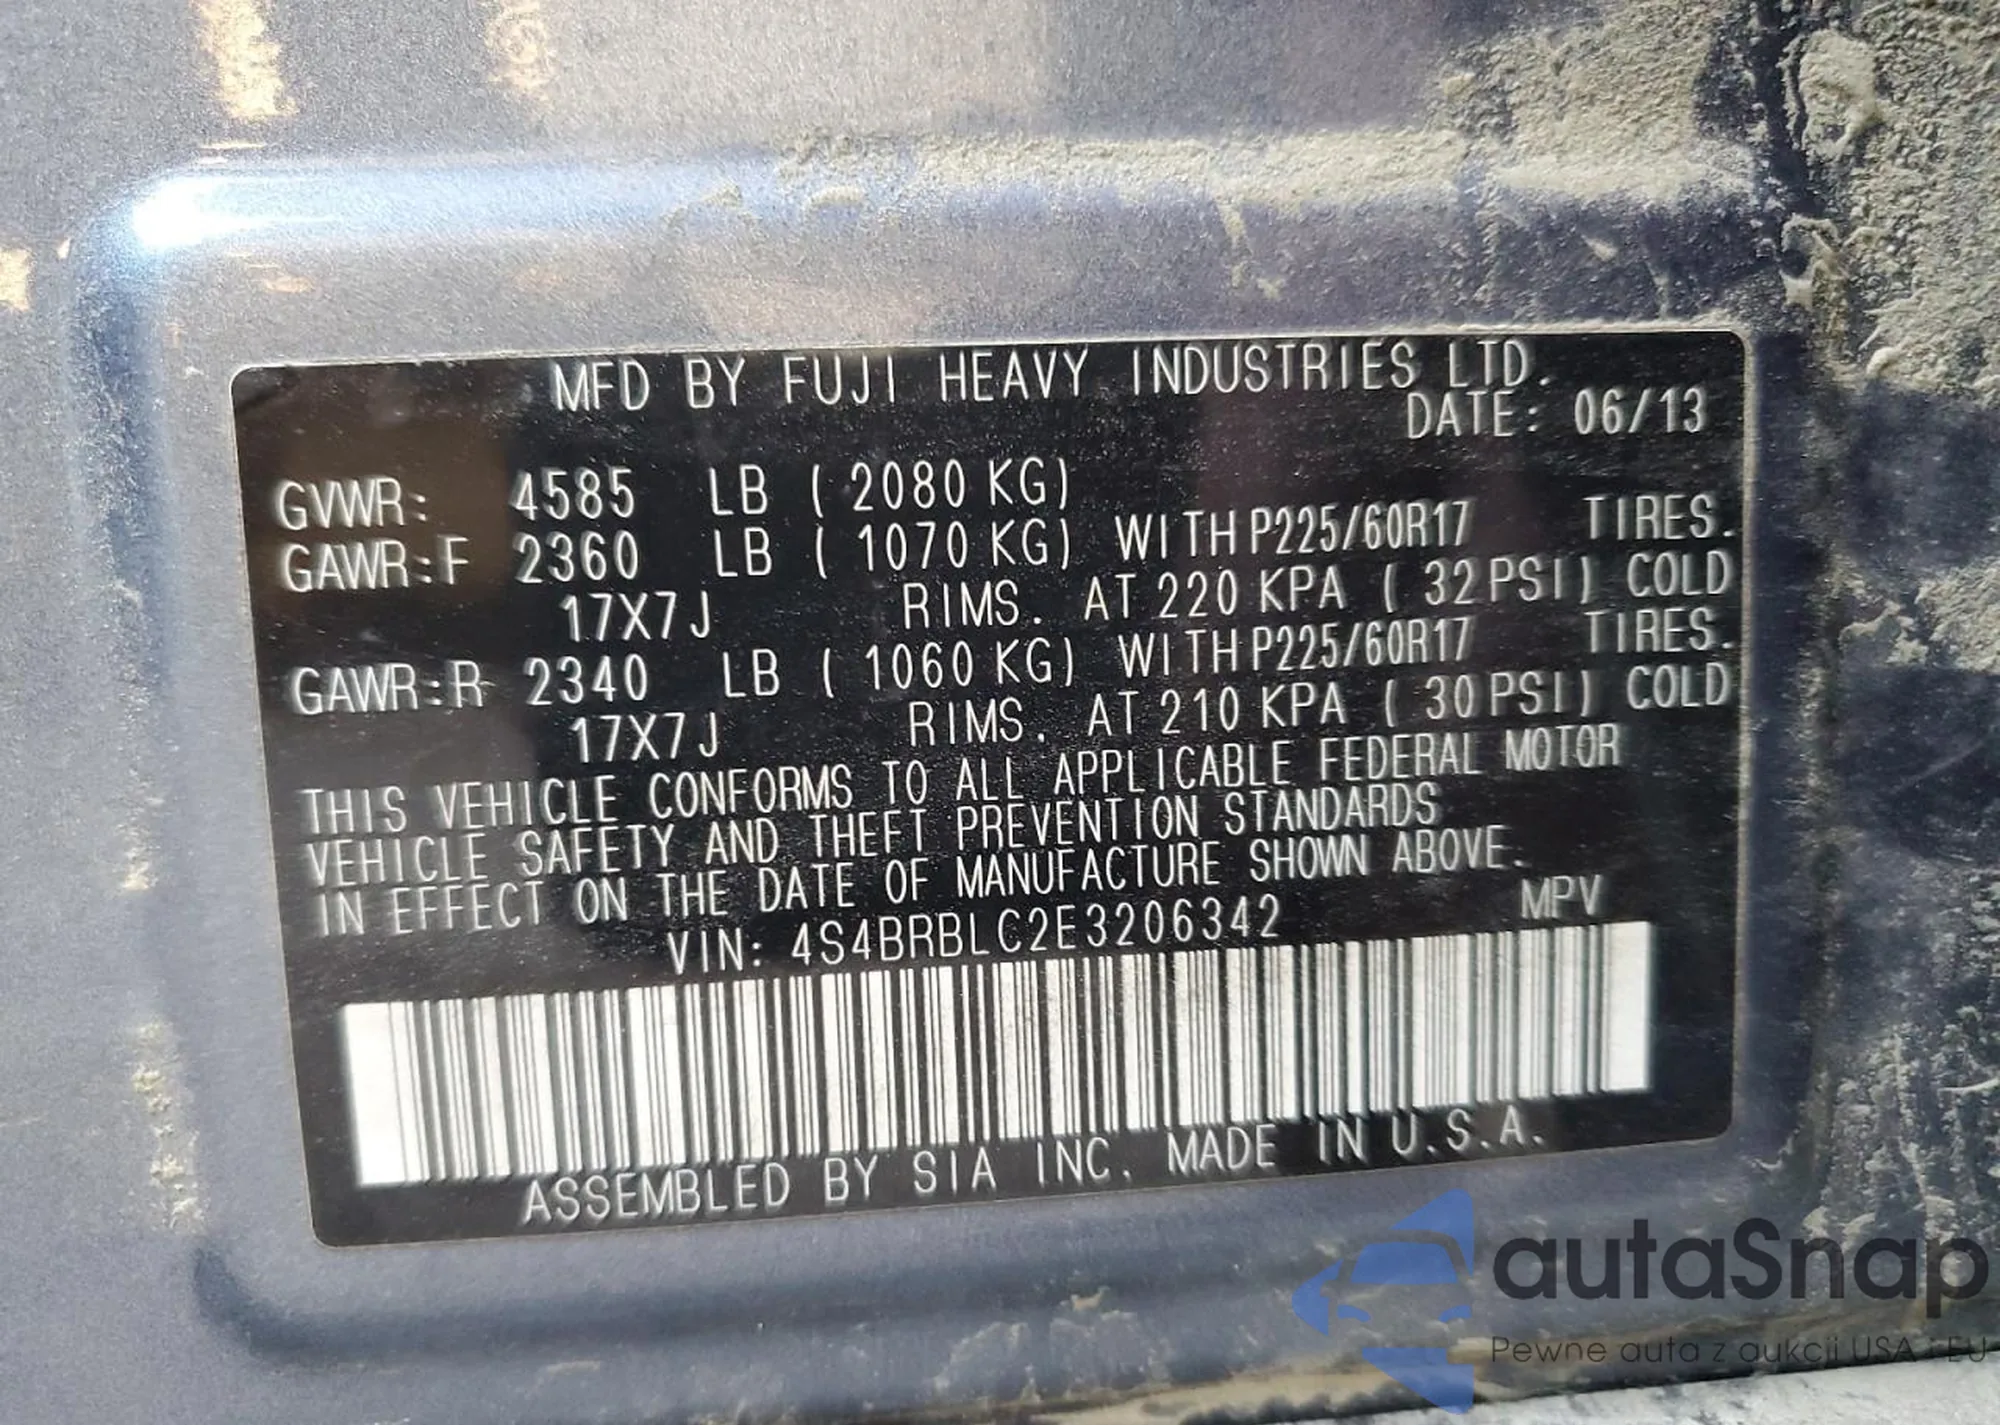 MFD BY FUJI HEAVY INDUSTRIES LTD.
DATE: 06/13
GVWR: 4585 LB ( 2080 KG)
GAWR:F 2360 LB ( 1070 KG) WITH P225/60R17 TIRES.
17X7J RIMS. AT 220 KPA ( 32 PSI) COLD
GAWR:R 2340 LB ( 1060 KG) WITH P225/60R17 TIRES.
17X7J RIMS. AT 210 KPA ( 30 PSI) COLD
THIS VEHICLE CONFORMS TO ALL APPLICABLE FEDERAL MOTOR
VEHICLE SAFETY AND THEFT PREVENTION STANDARDS
IN EFFECT ON THE DATE OF MANUFACTURE SHOWN ABOVE.
VIN: 4S4BRBLC2E3206342 MPV
ASSEMBLED BY SIA INC. MADE IN U.S.A.
autaSnap
Pewne auta z aukcji USA i EU